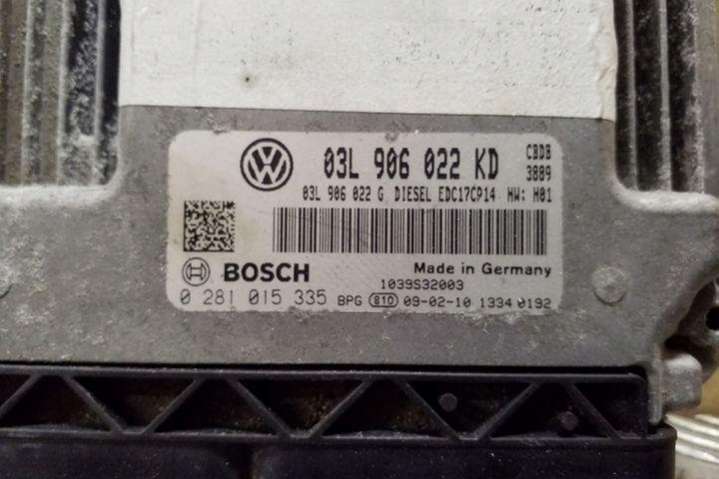 03L 906 022 KD CBDB
3889
03L 906 022 G DIESEL EDC17CP14 HW: H01
BOSCH Made in Germany
1039S32003
0 281 015 335 BPG 810 09-02-10 1334 0192